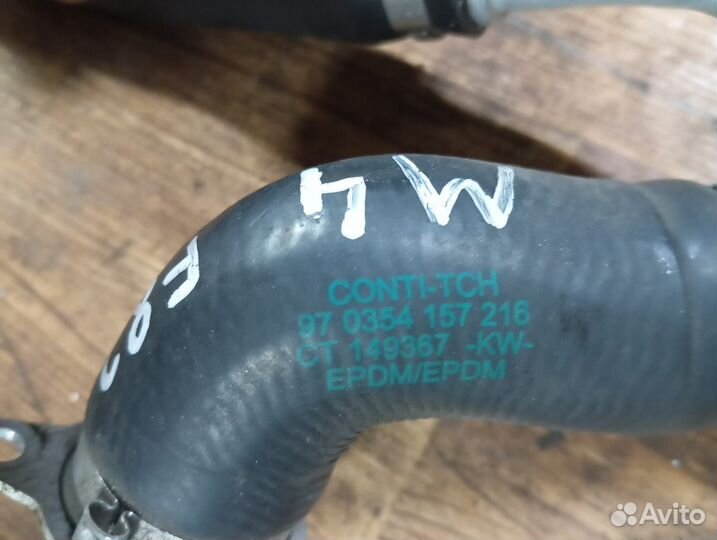 CONTI-TCH
97 0354 157 216
CT 149367 -KW-
EPDM/EPDM
Avito